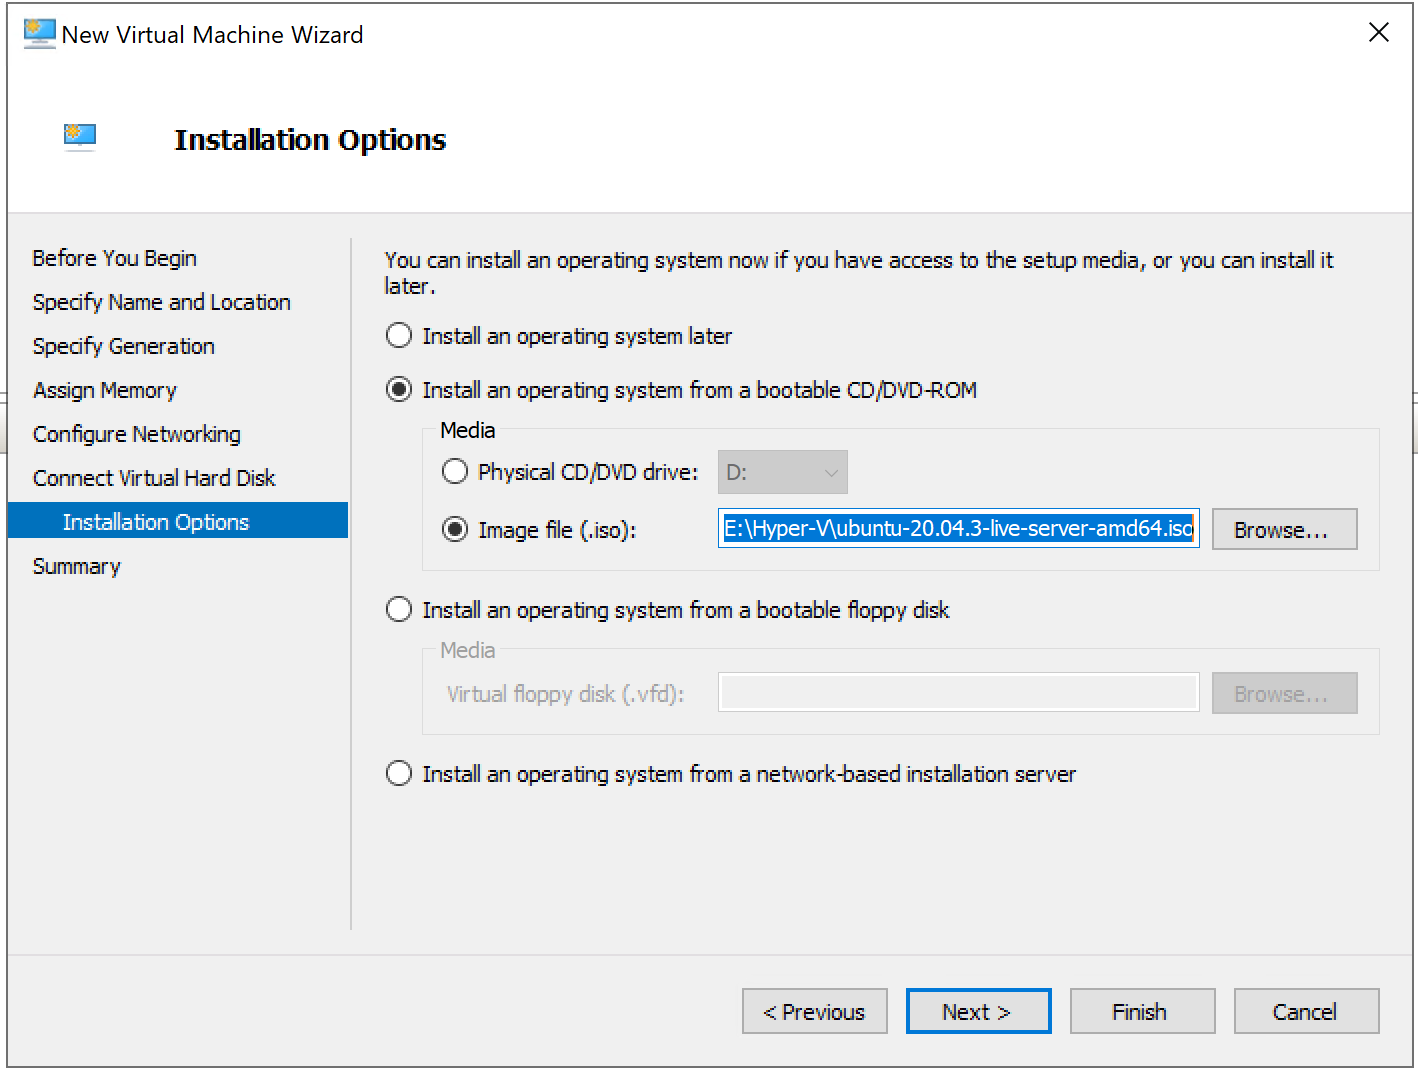 New Virtual Machine Wizard
Installation Options
Before You Begin
Specify Name and Location
Specify Generation
Assign Memory
Configure Networking
Connect Virtual Hard Disk
Installation Options
Summary
You can install an operating system now if you have access to the setup media, or you can install it
later.
Install an operating system later
Install an operating system from a bootable CD/DVD-ROM
Media
Physical CD/DVD drive: D:
Image file (.iso): E:\Hyper-V\ubuntu-20.04.3-live-server-amd64.iso Browse...
Install an operating system from a bootable floppy disk
Media
Virtual floppy disk (.vfd): Browse...
Install an operating system from a network-based installation server
< Previous Next > Finish Cancel